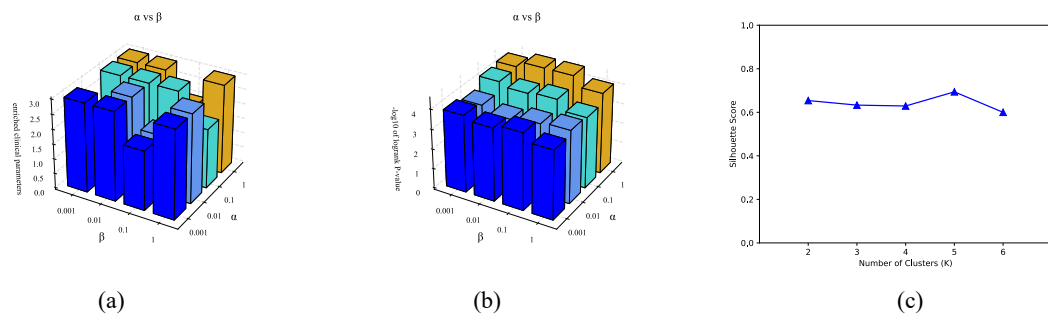 α vs β
enriched clinical parameters
3.0
2.5
2.0
1.5
1.0
0.5
0.0
0.001
0.01
0.1
1
β
0.001
0.01
0.1
1
α
(a)
α vs β
-log10 of logrank P-value
4
3
2
1
0
0.001
0.01
0.1
1
β
0.001
0.01
0.1
1
α
(b)
Silhouette Score
1.0
0.8
0.6
0.4
0.2
0.0
2 3 4 5 6
Number of Clusters (K)
(c)